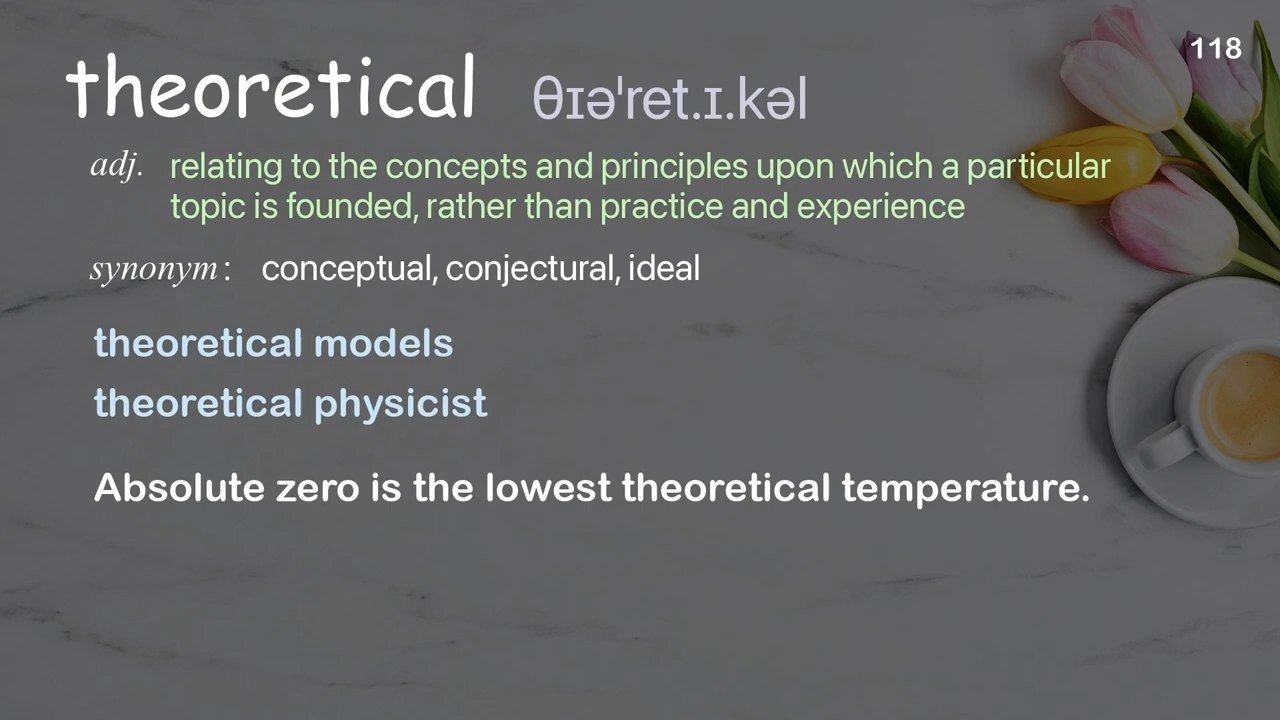 118
theoretical θɪəˈret.ɪ.kəl
adj. relating to the concepts and principles upon which a particular
topic is founded, rather than practice and experience
synonym: conceptual, conjectural, ideal
theoretical models
theoretical physicist
Absolute zero is the lowest theoretical temperature.